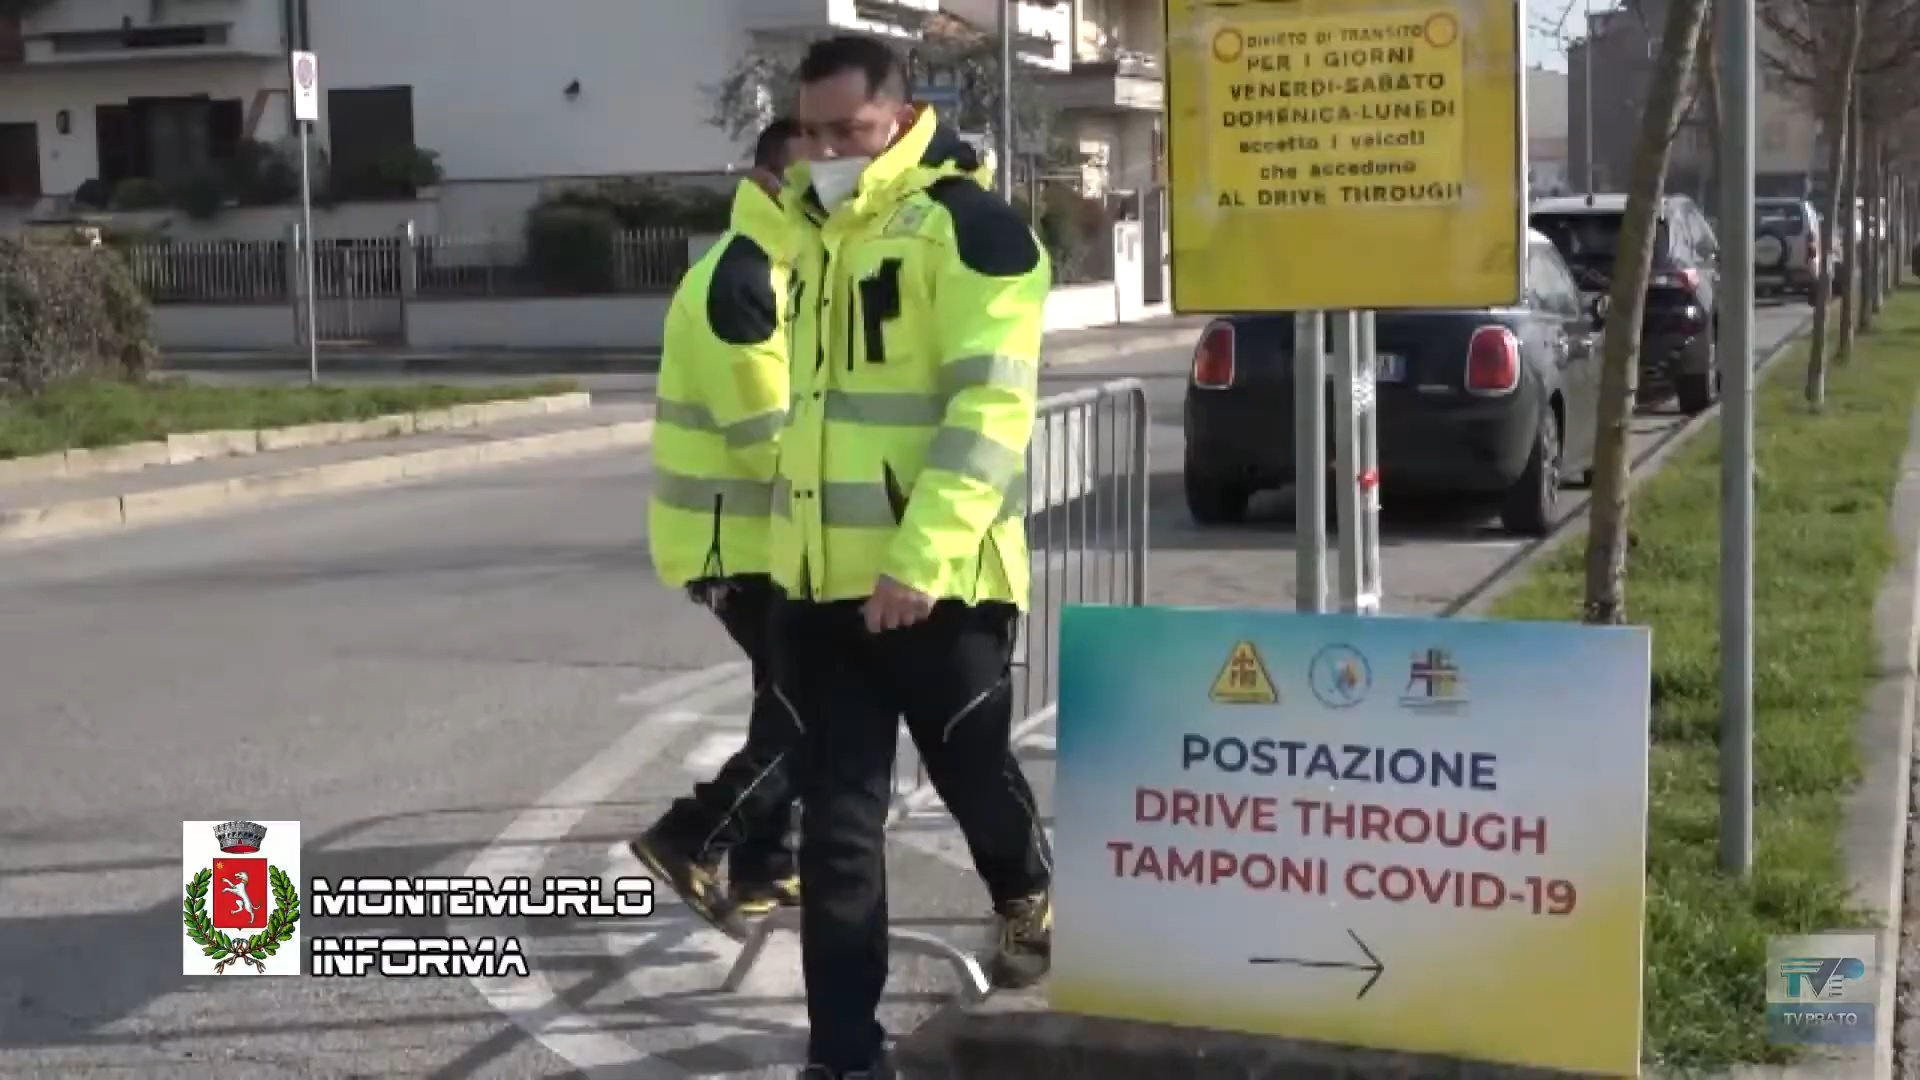 DIVIETO DI TRANSITO
PER I GIORNI
VENERDI-SABATO
DOMENICA-LUNEDI
eccetto i veicoli
che accedono
AL DRIVE THROUGH
POSTAZIONE
DRIVE THROUGH
TAMPONI COVID-19
MONTEMURLO
INFORMA
TVP
TV PRATO